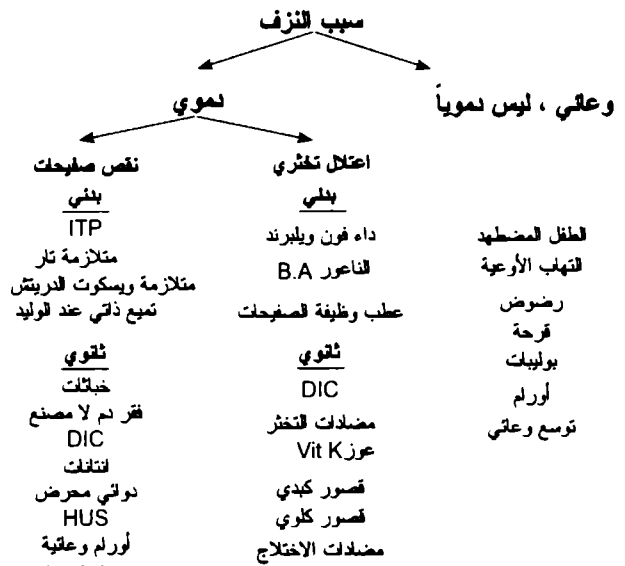 سبب النزف
دموي
وعائي ، ليس دموياً
نقص صفيحات
بدئي
ITP
متلازمة تار
متلازمة ويسكوت الدريتش
تميع ذاتي عند الوليد
ثانوي
خباثات
فقر دم لا مصنع
DIC
انتانات
دوائي محرض
HUS
أورام وعائية
اعتلال تخثري
بدئي
داء فون ويلبرند
الناعور B.A
عطب وظيفة الصفيحات
ثانوي
DIC
مضادات التخثر
عوز Vit K
قصور كبدي
قصور كلوي
مضادات الاختلاج
الطفل المضطهد
التهاب الأوعية
رضوض
قرحة
بوليبات
أورام
توسع وعائي